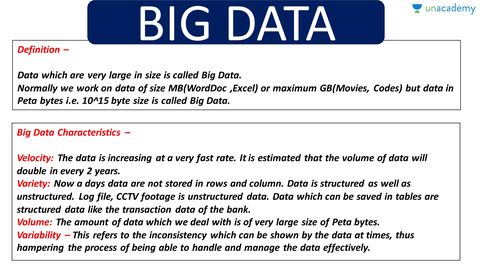 BIG DATA
unacademy
Definition –
Data which are very large in size is called Big Data.
Normally we work on data of size MB(WordDoc ,Excel) or maximum GB(Movies, Codes) but data in
Peta bytes i.e. 10^15 byte size is called Big Data.
Big Data Characteristics –
Velocity: The data is increasing at a very fast rate. It is estimated that the volume of data will
double in every 2 years.
Variety: Now a days data are not stored in rows and column. Data is structured as well as
unstructured. Log file, CCTV footage is unstructured data. Data which can be saved in tables are
structured data like the transaction data of the bank.
Volume: The amount of data which we deal with is of very large size of Peta bytes.
Variability – This refers to the inconsistency which can be shown by the data at times, thus
hampering the process of being able to handle and manage the data effectively.